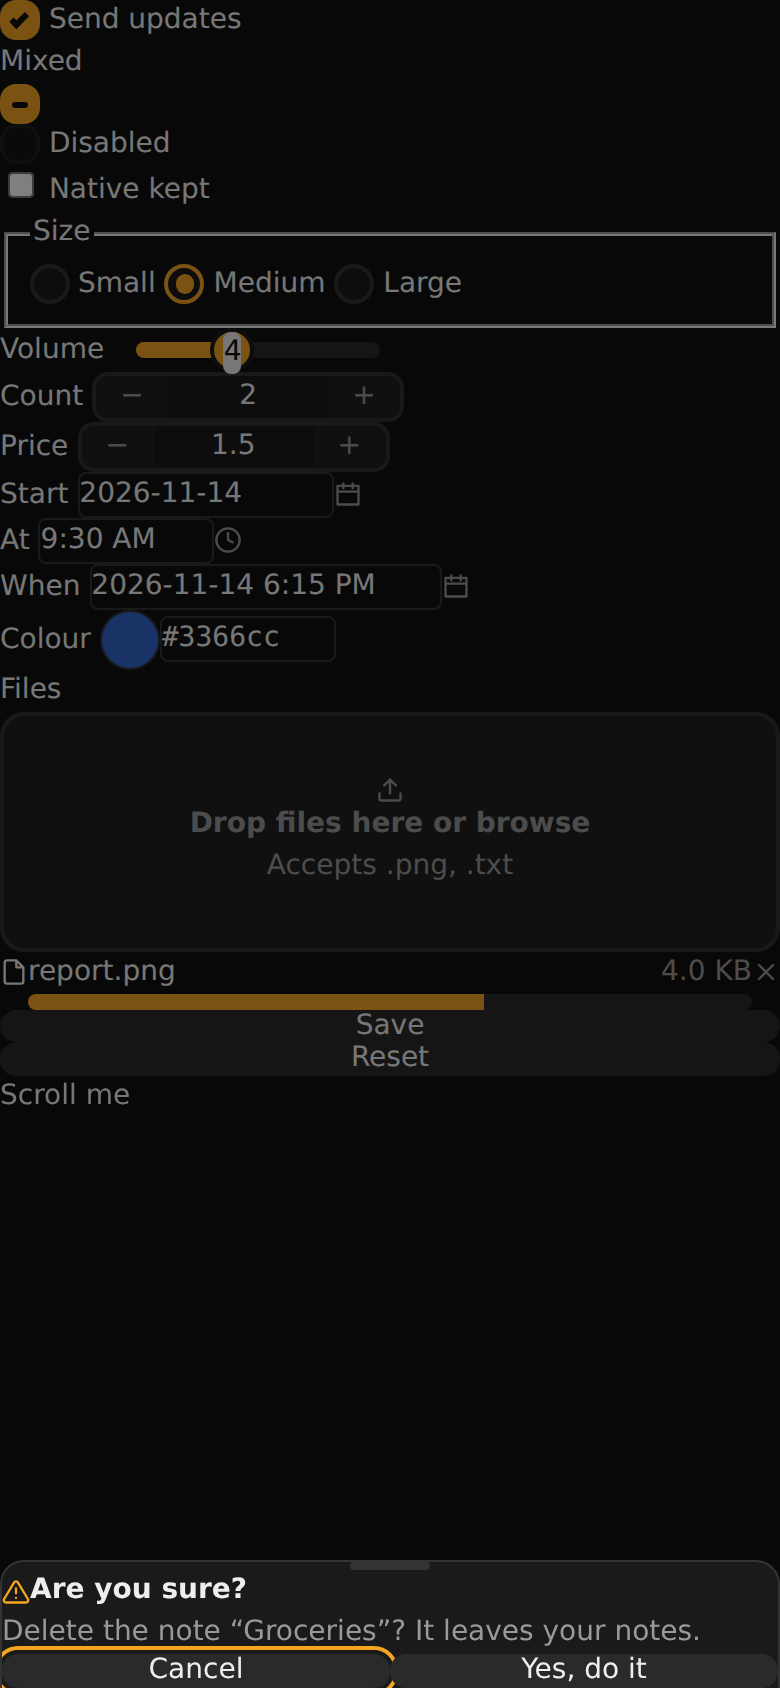 Send updates
Mixed
Disabled
Native kept
Size
Small Medium Large
Volume 4
Count − 2 +
Price − 1.5 +
Start 2026-11-14
At 9:30 AM
When 2026-11-14 6:15 PM
Colour #3366cc
Files
Drop files here or browse
Accepts .png, .txt
report.png 4.0 KB
Save
Reset
Scroll me
Are you sure?
Delete the note “Groceries”? It leaves your notes.
Cancel Yes, do it